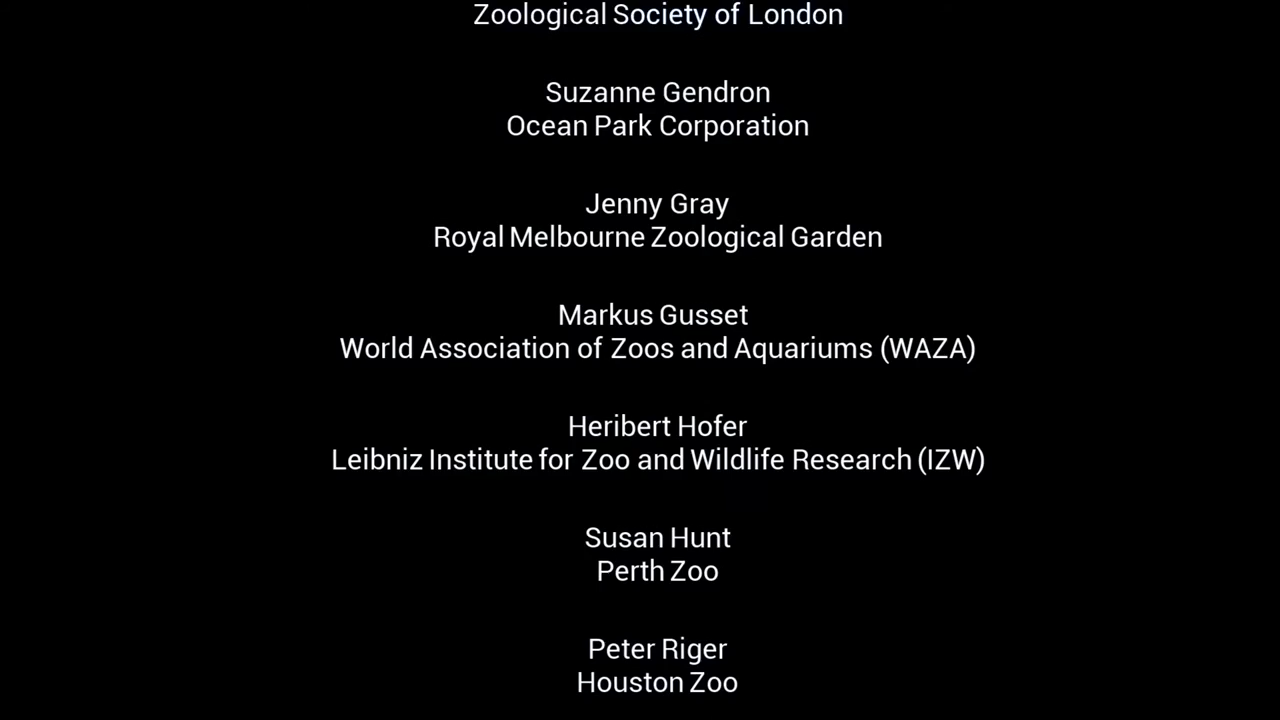 Zoological Society of London
Suzanne Gendron
Ocean Park Corporation
Jenny Gray
Royal Melbourne Zoological Garden
Markus Gusset
World Association of Zoos and Aquariums (WAZA)
Heribert Hofer
Leibniz Institute for Zoo and Wildlife Research (IZW)
Susan Hunt
Perth Zoo
Peter Riger
Houston Zoo